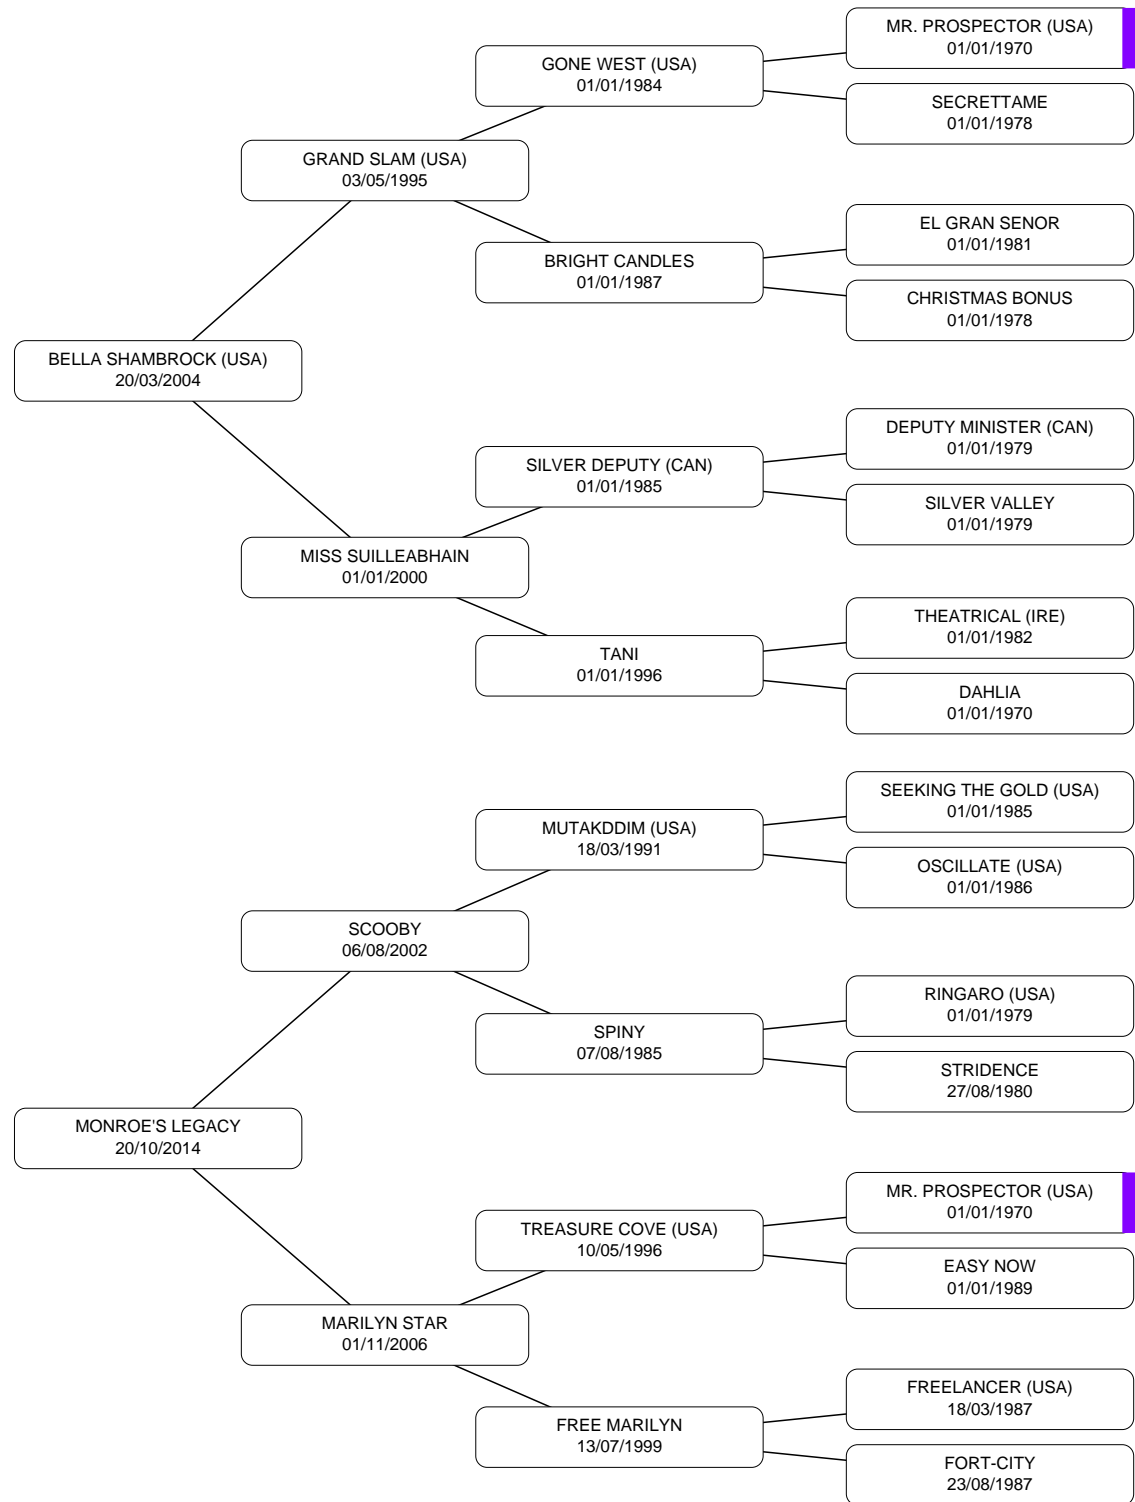 MR. PROSPECTOR (USA)
01/01/1970
GONE WEST (USA)
01/01/1984
SECRETTAME
01/01/1978
GRAND SLAM (USA)
03/05/1995
EL GRAN SENOR
01/01/1981
BRIGHT CANDLES
01/01/1987
CHRISTMAS BONUS
01/01/1978
BELLA SHAMBROCK (USA)
20/03/2004
DEPUTY MINISTER (CAN)
01/01/1979
SILVER DEPUTY (CAN)
01/01/1985
SILVER VALLEY
01/01/1979
MISS SUILLEABHAIN
01/01/2000
THEATRICAL (IRE)
01/01/1982
TANI
01/01/1996
DAHLIA
01/01/1970
SEEKING THE GOLD (USA)
01/01/1985
MUTAKDDIM (USA)
18/03/1991
OSCILLATE (USA)
01/01/1986
SCOOBY
06/08/2002
RINGARO (USA)
01/01/1979
SPINY
07/08/1985
STRIDENCE
27/08/1980
MONROE'S LEGACY
20/10/2014
MR. PROSPECTOR (USA)
01/01/1970
TREASURE COVE (USA)
10/05/1996
EASY NOW
01/01/1989
MARILYN STAR
01/11/2006
FREELANCER (USA)
18/03/1987
FREE MARILYN
13/07/1999
FORT-CITY
23/08/1987